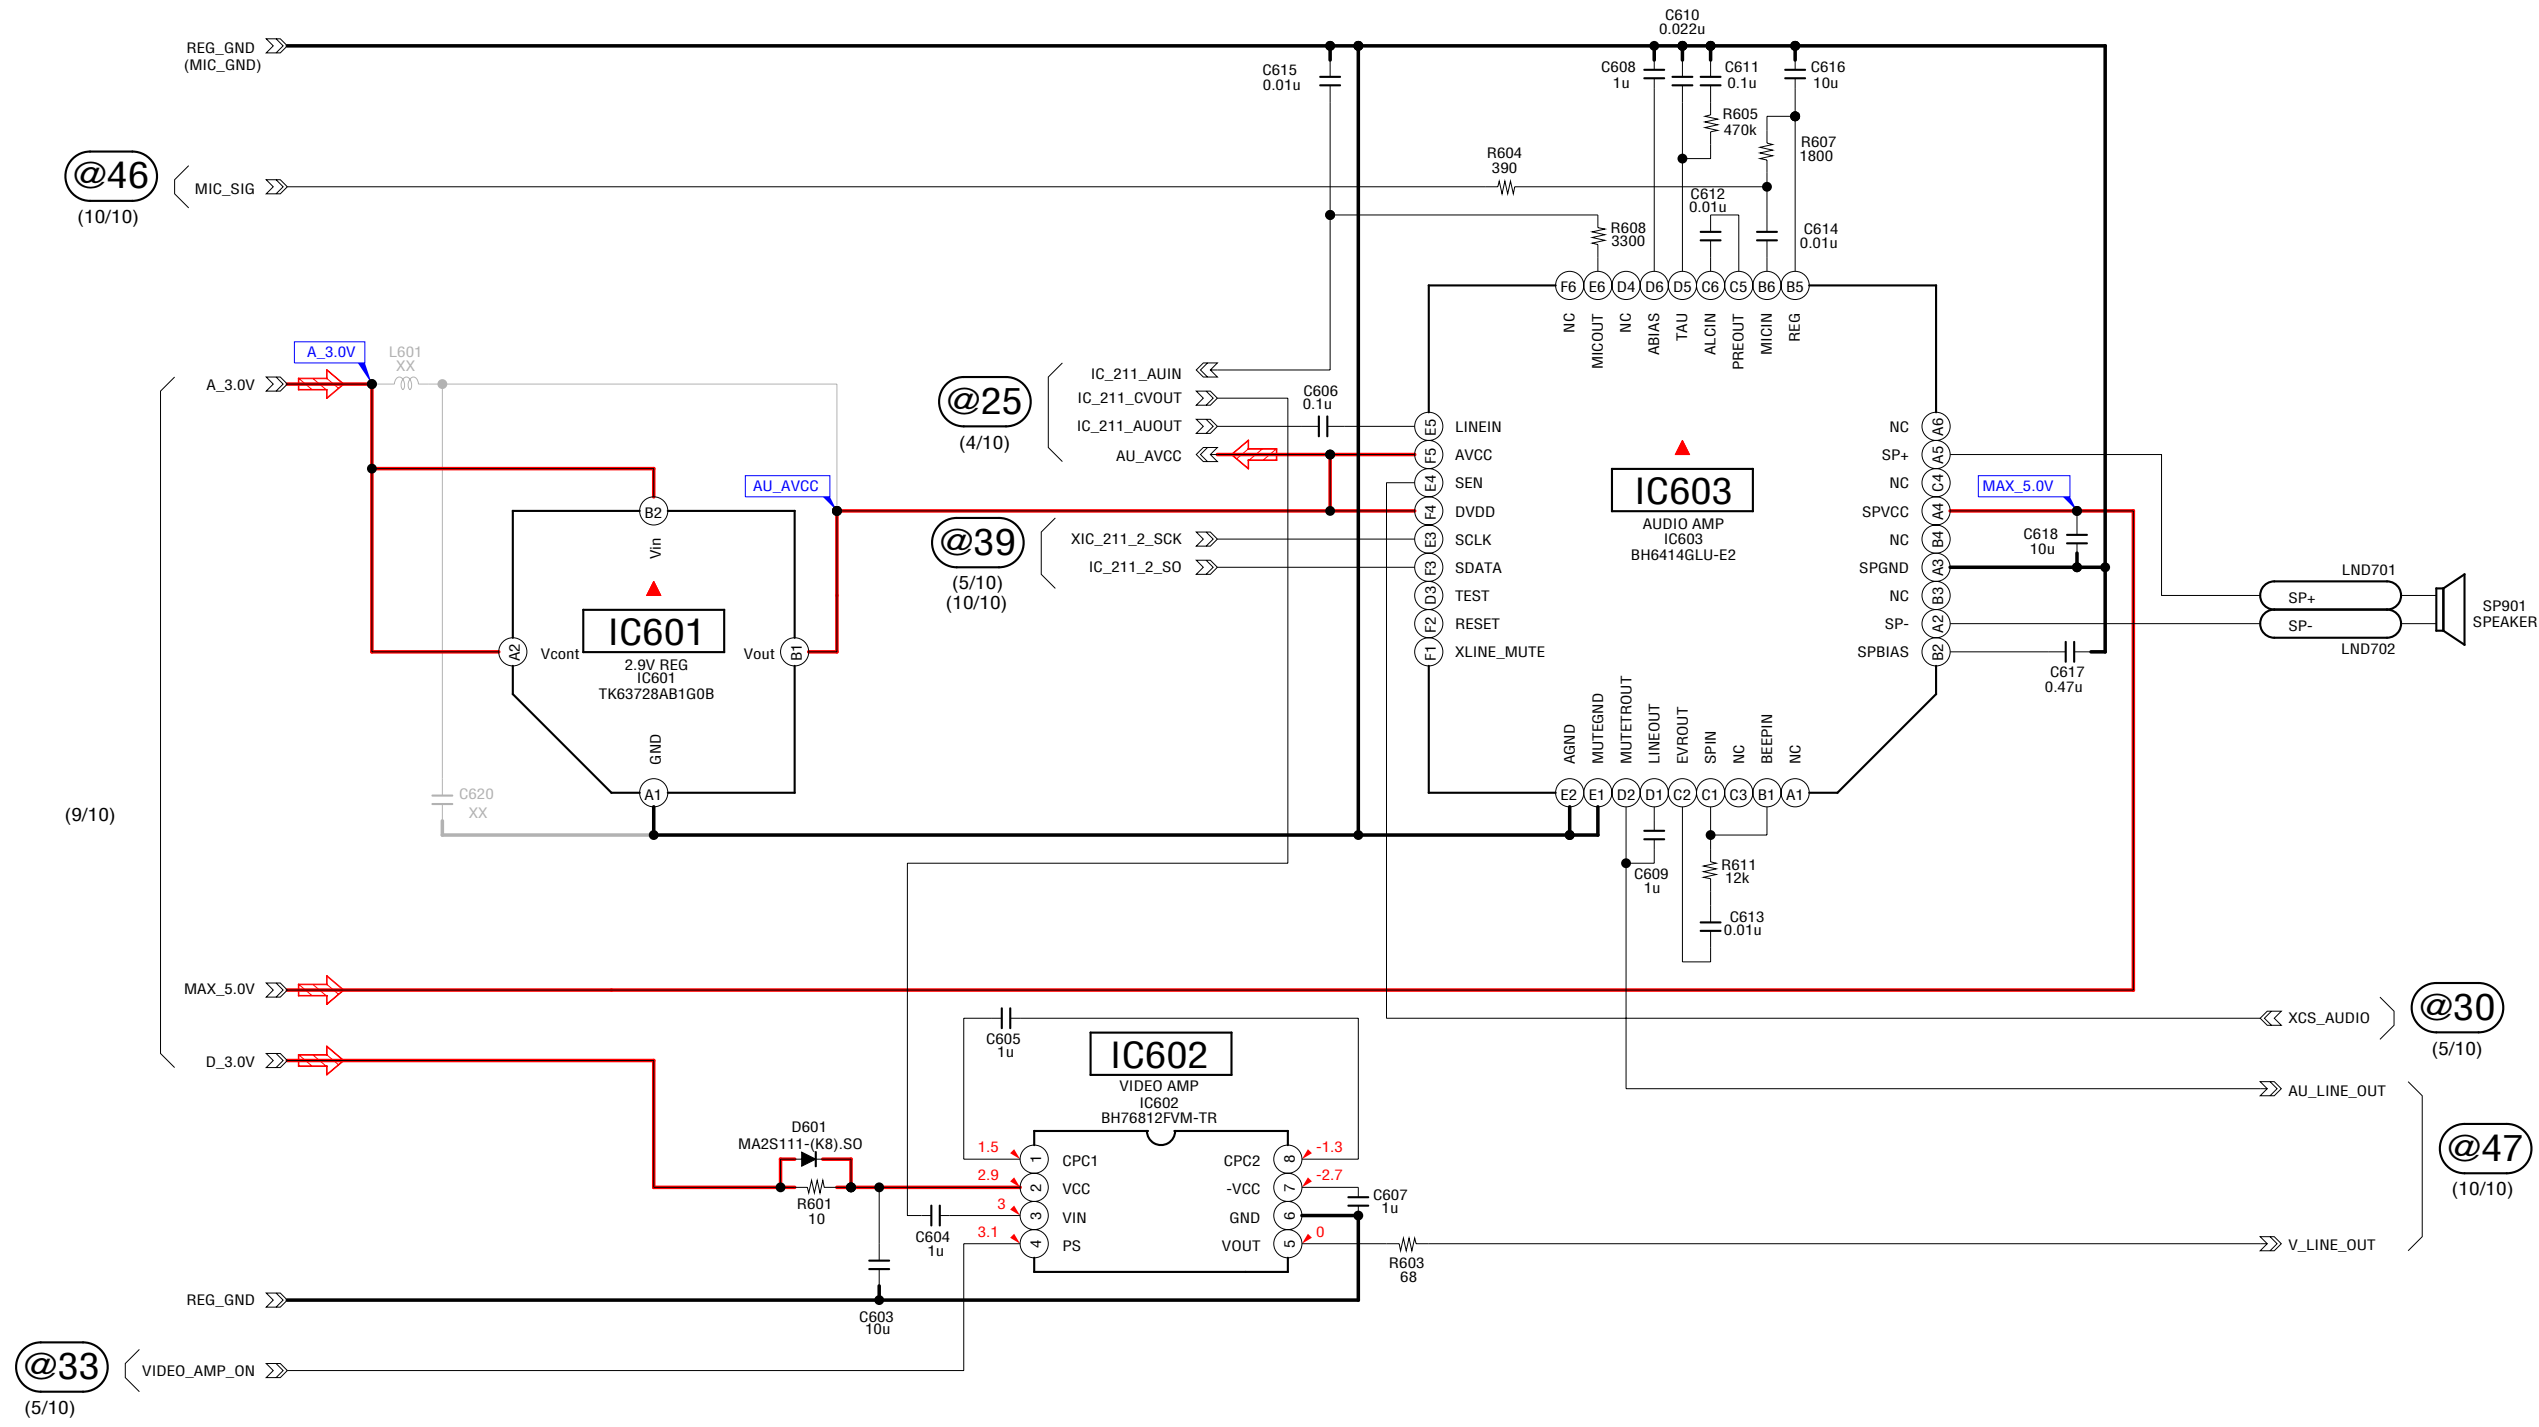 C610
0.022u
REG_GND
(MIC_GND)
C615
0.01u
C608
1u
C611
0.1u
C616
10u
R605
470k
R607
1800
@46
(10/10)
MIC_SIG
R604
390
C612
0.01u
R608
3300
C614
0.01u
F6 E6 D4 D6 D5 C6 C5 B6 B5
NC
MICOUT
NC
ABIAS
TAU
ALCIN
PREOUT
MICIN
REG
A_3.0V
A_3.0V
L601
XX
@25
(4/10)
IC_211_AUIN
IC_211_CVOUT
IC_211_AUOUT
AU_AVCC
C606
0.1u
E5 LINEIN
F5 AVCC
E4 SEN
F4 DVDD
E3 SCLK
F3 SDATA
D3 TEST
F2 RESET
F1 XLINE_MUTE
IC603
AUDIO AMP
IC603
BH6414GLU-E2
NC A6
SP+ A5
NC C4
SPVCC A4
NC B4
SPGND A3
NC B3
SP- A2
SPBIAS B2
MAX_5.0V
C618
10u
C617
0.47u
LND701
SP+
SP-
LND702
SP901
SPEAKER
AU_AVCC
@39
(5/10)
(10/10)
XIC_211_2_SCK
IC_211_2_SO
B2
Vin
IC601
2.9V REG
IC601
TK63728AB1G0B
A2 Vcont
Vout B1
GND
A1
C620
XX
(9/10)
AGND
MUTEGND
MUTETROUT
LINEOUT
EVROUT
SPIN
NC
BEEPIN
NC
E2 E1 D2 D1 C2 C1 C3 B1 A1
C609
1u
R611
12k
C613
0.01u
MAX_5.0V
D_3.0V
C605
1u
IC602
VIDEO AMP
IC602
BH76812FVM-TR
@30
(5/10)
XCS_AUDIO
AU_LINE_OUT
@47
(10/10)
V_LINE_OUT
D601
MA2S111-(K8).SO
R601
10
1.5 1 CPC1
2.9 2 VCC
3 3 VIN
3.1 4 PS
CPC2 8 -1.3
-VCC 7 -2.7
GND 6
VOUT 5 0
C607
1u
C604
1u
R603
68
REG_GND
C603
10u
@33
(5/10)
VIDEO_AMP_ON